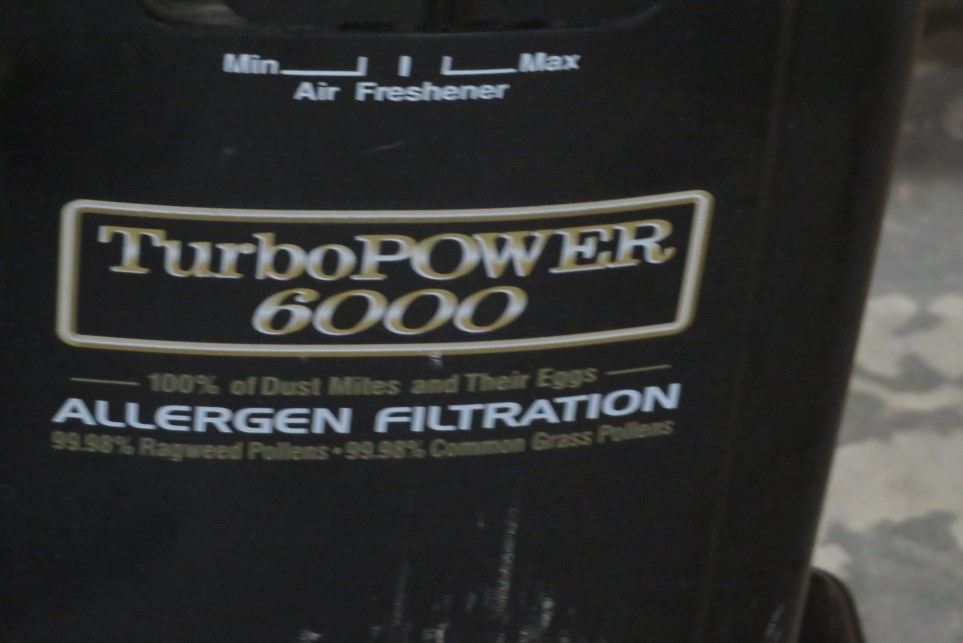 Min Max
Air Freshener
TurboPOWER
6000
100% of Dust Mites and Their Eggs
ALLERGEN FILTRATION
99.98% Ragweed Pollens • 99.98% Common Grass Pollens